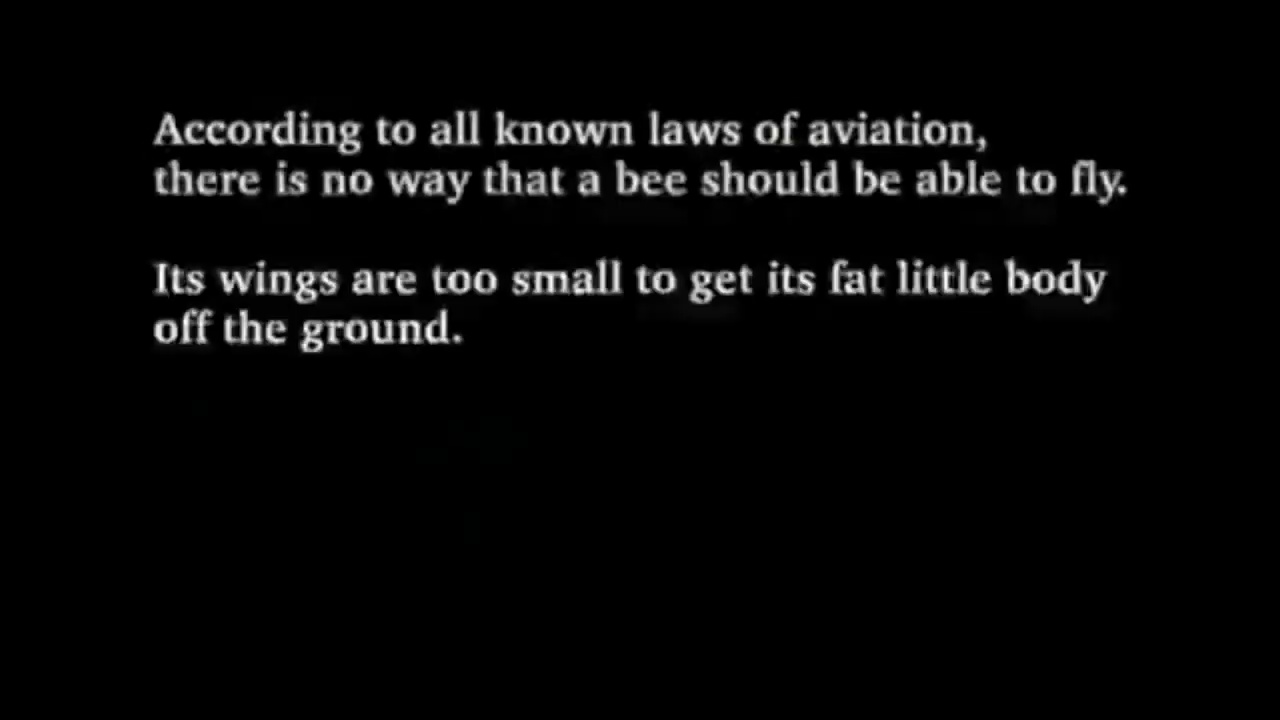 According to all known laws of aviation,
there is no way that a bee should be able to fly.
Its wings are too small to get its fat little body
off the ground.